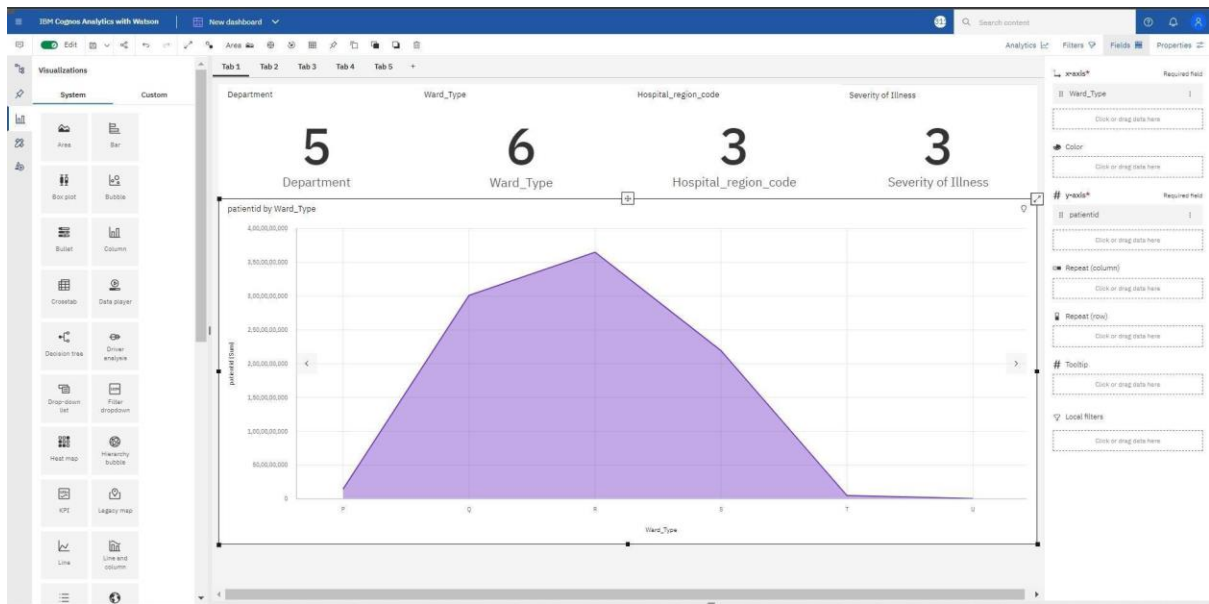 IBM Cognos Analytics with Watson
New dashboard
Search content
Edit
Area
Analytics
Filters
Fields
Properties
Visualizations
System
Custom
Area
Bar
Box plot
Bubble
Bullet
Column
Crosstab
Data player
Decision tree
Driver
analysis
Drop-down
list
Filter
dropdown
Heat map
Hierarchy
bubble
KPI
Legacy map
Line
Line and
column
Tab 1 Tab 2 Tab 3 Tab 4 Tab 5 +
Department Ward_Type Hospital_region_code Severity of Illness
5 6 3 3
Department Ward_Type Hospital_region_code Severity of Illness
patientid by Ward_Type
patientid (Sum)
4,00,00,00,000
3,50,00,00,000
3,00,00,00,000
2,50,00,00,000
2,00,00,00,000
1,50,00,00,000
1,00,00,00,000
50,00,00,000
0
P Q R S T U
Ward_Type
x-axis* Required field
Ward_Type
Click or drag data here
Color
Click or drag data here
y-axis* Required field
patientid
Click or drag data here
Repeat (column)
Click or drag data here
Repeat (row)
Click or drag data here
Tooltip
Click or drag data here
Local filters
Click or drag data here